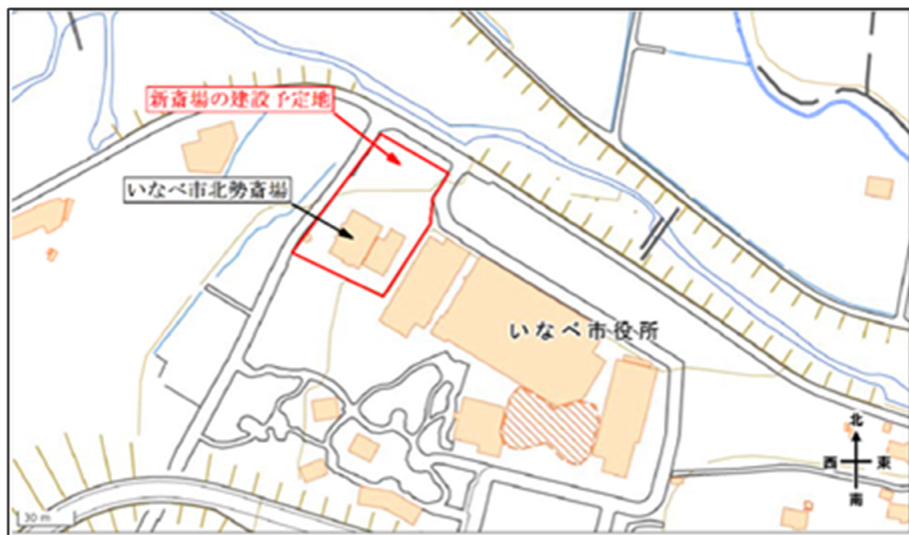 新斎場の建設予定地
いなべ市北勢斎場
いなべ市役所
北
西
東
南
30 m